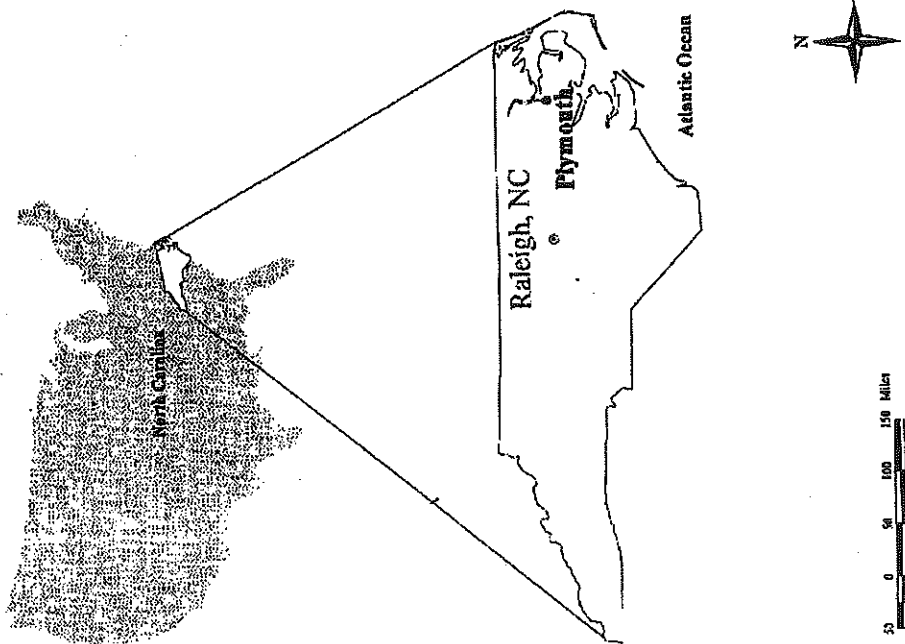 North Carolina
Raleigh, NC
Plymouth
Atlantic Ocean
N
50 0 50 100 150 Miles